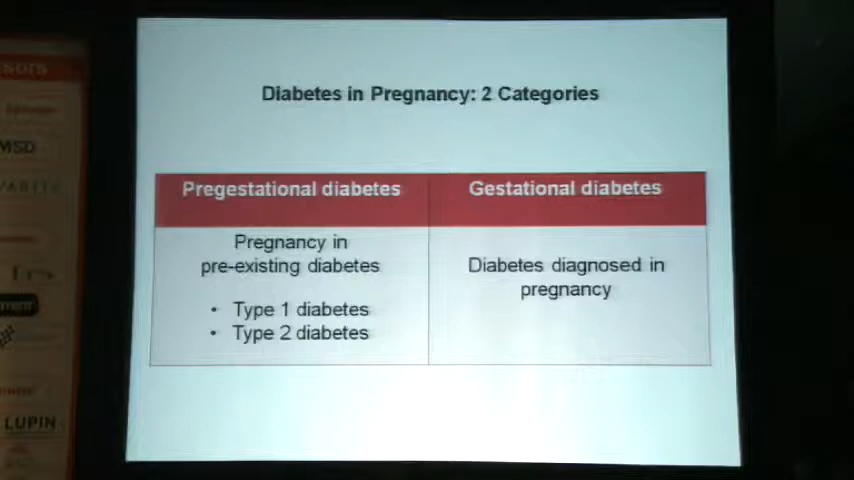 Diabetes in Pregnancy: 2 Categories
Pregestational diabetes
Gestational diabetes
Pregnancy in
pre-existing diabetes
• Type 1 diabetes
• Type 2 diabetes
Diabetes diagnosed in
pregnancy
MSD
LUPIN